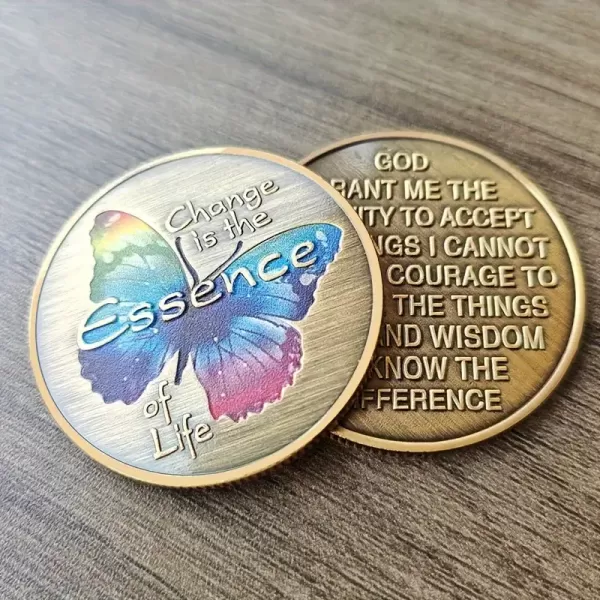 Change
is the
Essence
of
Life
GOD
RANT ME THE
ITY TO ACCEPT
NGS I CANNOT
COURAGE TO
THE THINGS
ND WISDOM
KNOW THE
FFERENCE